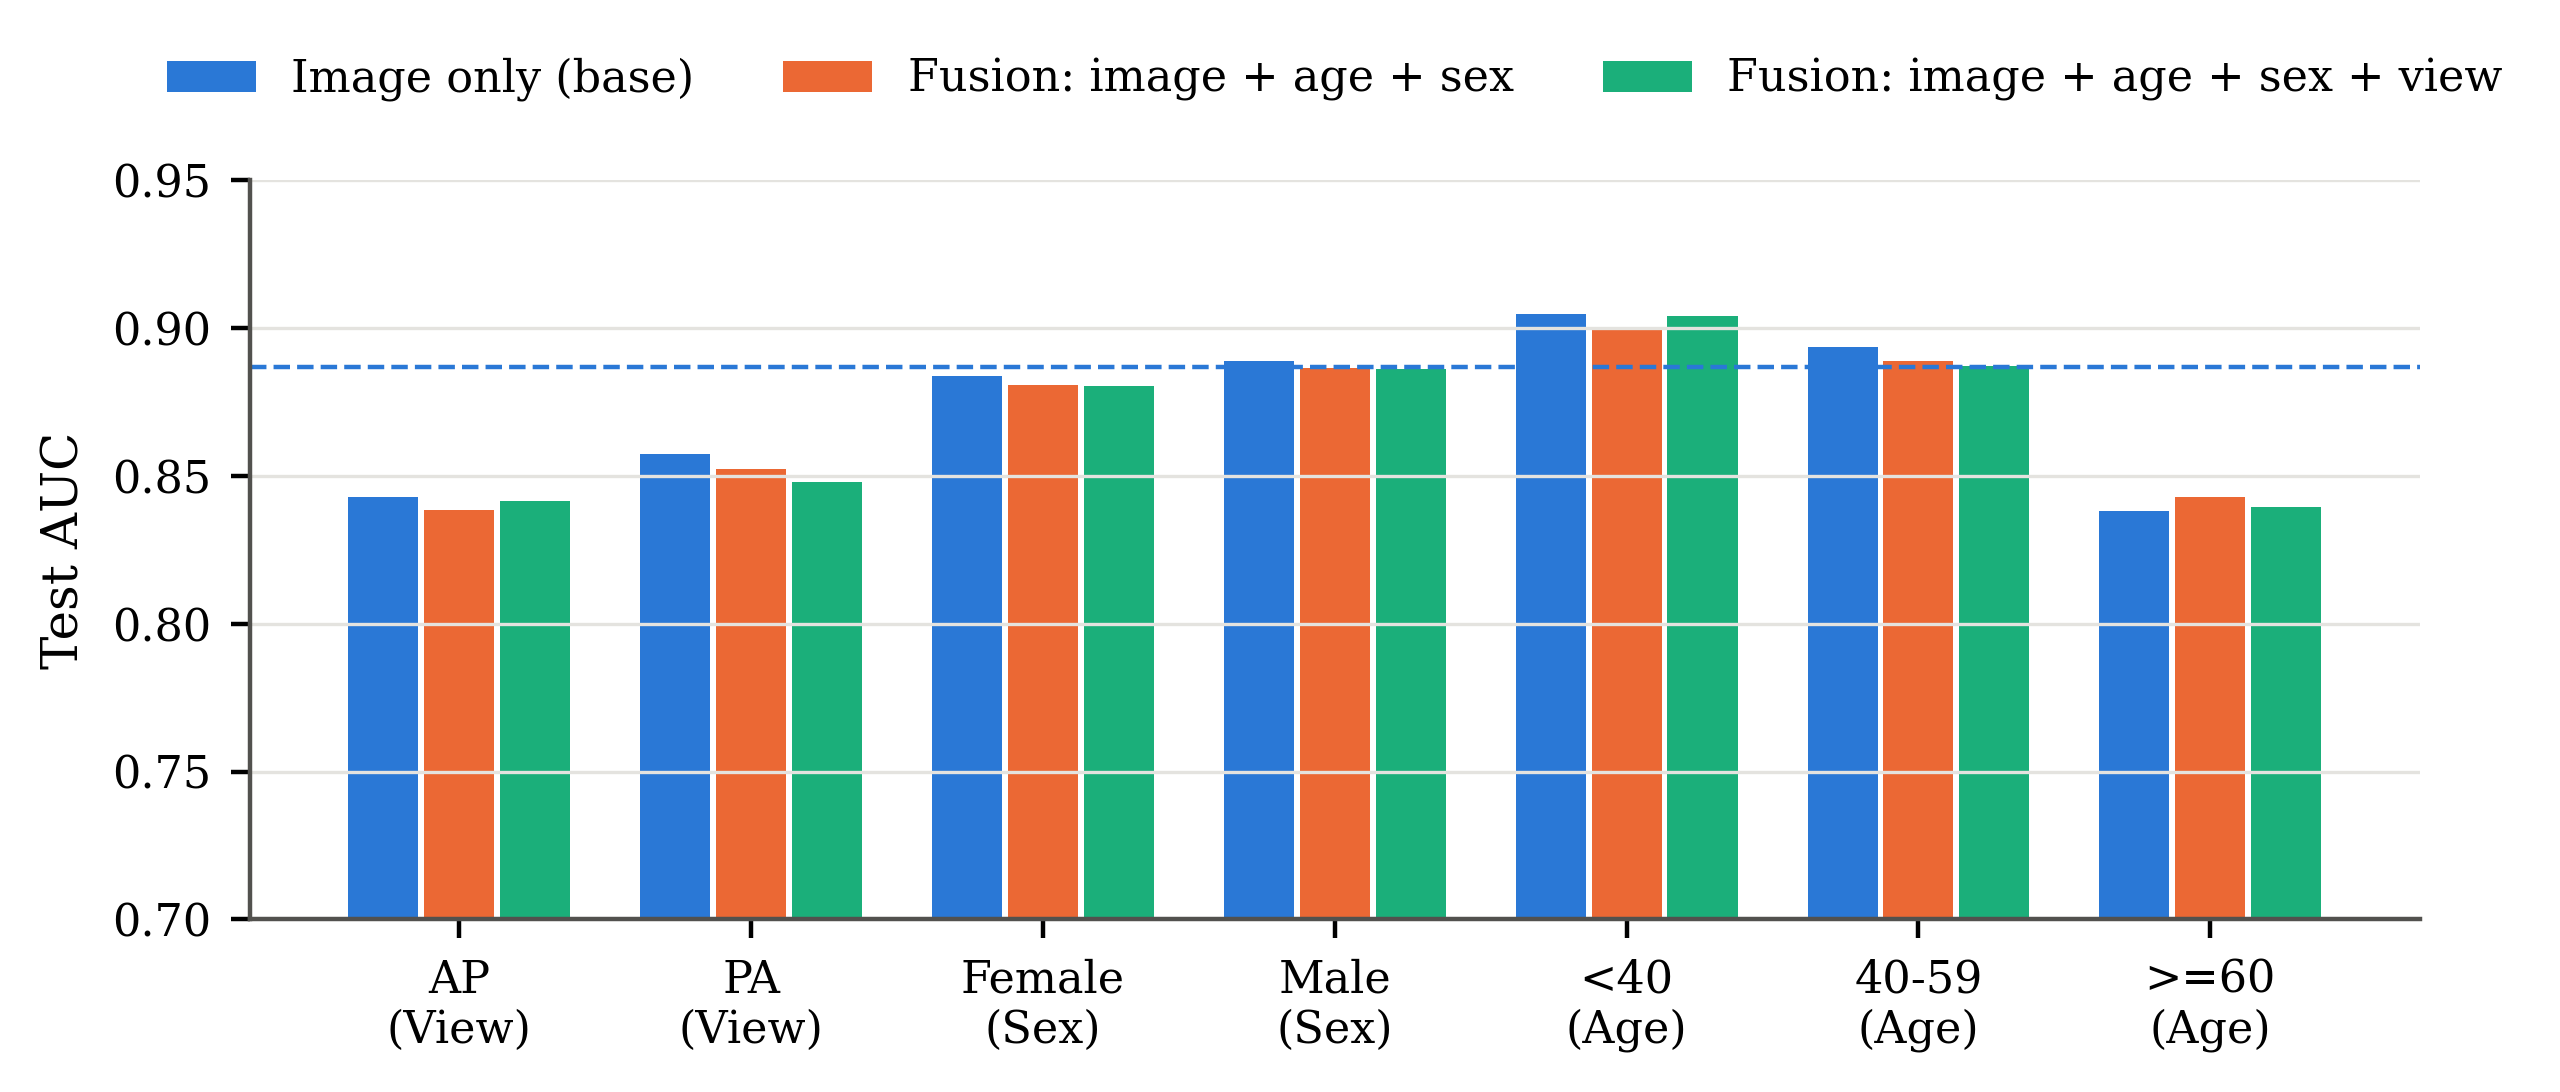 Image only (base)
Fusion: image + age + sex
Fusion: image + age + sex + view
Test AUC
0.95
0.90
0.85
0.80
0.75
0.70
AP
(View)
PA
(View)
Female
(Sex)
Male
(Sex)
<40
(Age)
40-59
(Age)
>=60
(Age)